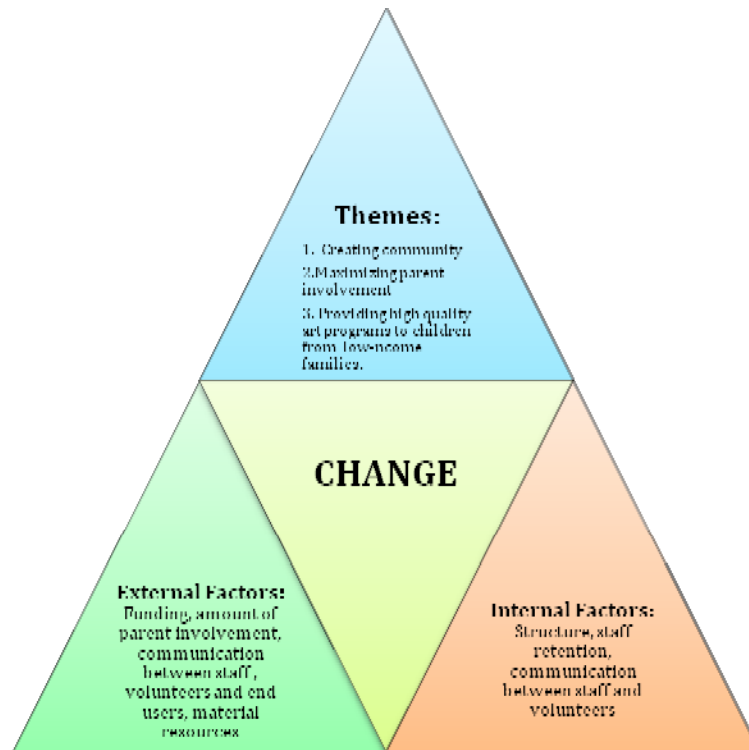 Themes:
1. Creating community
2.Maximizing parent
involvement
3. Providing high quality
art programs to children
from low-ncome
families.
CHANGE
External Factors:
Funding, amount of
parent involvement,
communication
between staff,
volunteers and end
users, material
resources
Internal Factors:
Structure, staff
retention,
communication
between staff and
volunteers